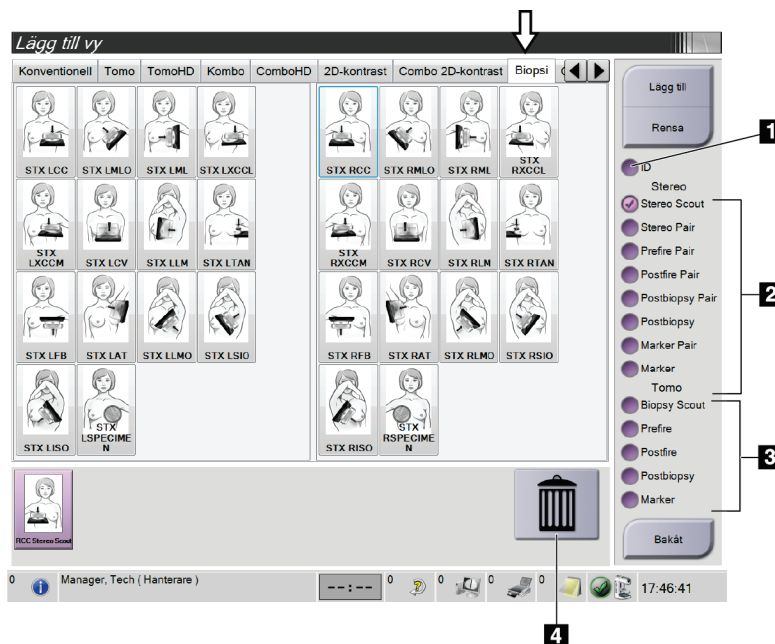 Lägg till vy
Konventionell Tomo TomoHD Kombo ComboHD 2D-kontrast Combo 2D-kontrast Biopsi
STX LCC STX LMLO STX LML STX LXCCL
STX RCC STX RMLO STX RML STX RXCCL
STX LXCCM STX LCV STX LLM STX LTAN
STX RXCCM STX RCV STX RLM STX RTAN
STX LFB STX LAT STX LLMO STX LSIO
STX RFB STX RAT STX RLMO STX RSIO
STX LISO STX LSPECIMEN
STX RISO STX RSPECIMEN
Lägg till
Rensa
1
ID
Stereo
Stereo Scout
Stereo Pair
Prefire Pair
Postfire Pair
Postbiopsy Pair
Postbiopsy
Marker Pair
Marker
2
Tomo
Biopsy Scout
Prefire
Postfire
Postbiopsy
Marker
3
Bakåt
RCC Stereo Scout
0 Manager, Tech ( Hanterare ) --:-- 0 0 0 0 17:46:41
4